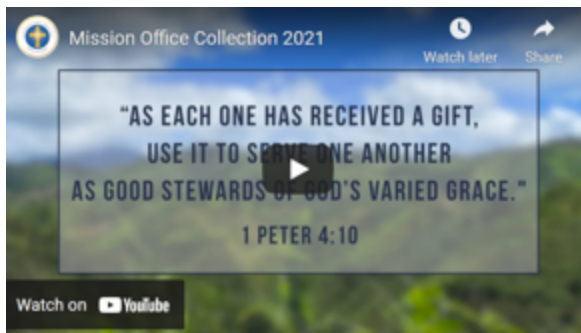 Mission Office Collection 2021
Watch later
Share
“AS EACH ONE HAS RECEIVED A GIFT,
USE IT TO SERVE ONE ANOTHER
AS GOOD STEWARDS OF GOD'S VARIED GRACE.”
1 PETER 4:10
Watch on YouTube